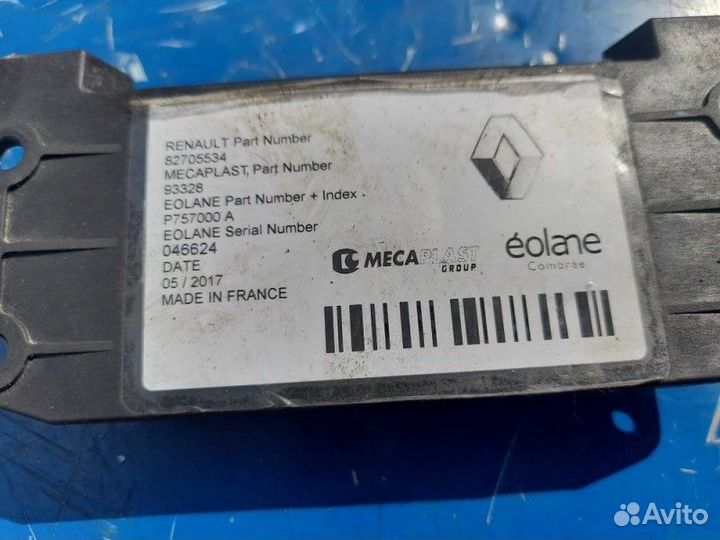 RENAULT Part Number
82705534
MECAPLAST, Part Number
93328
EOLANE Part Number + Index
P757000 A
EOLANE Serial Number
046624
DATE
05 / 2017
MADE IN FRANCE
MECAPLAST
GROUP
éolane
Combrée
Avito